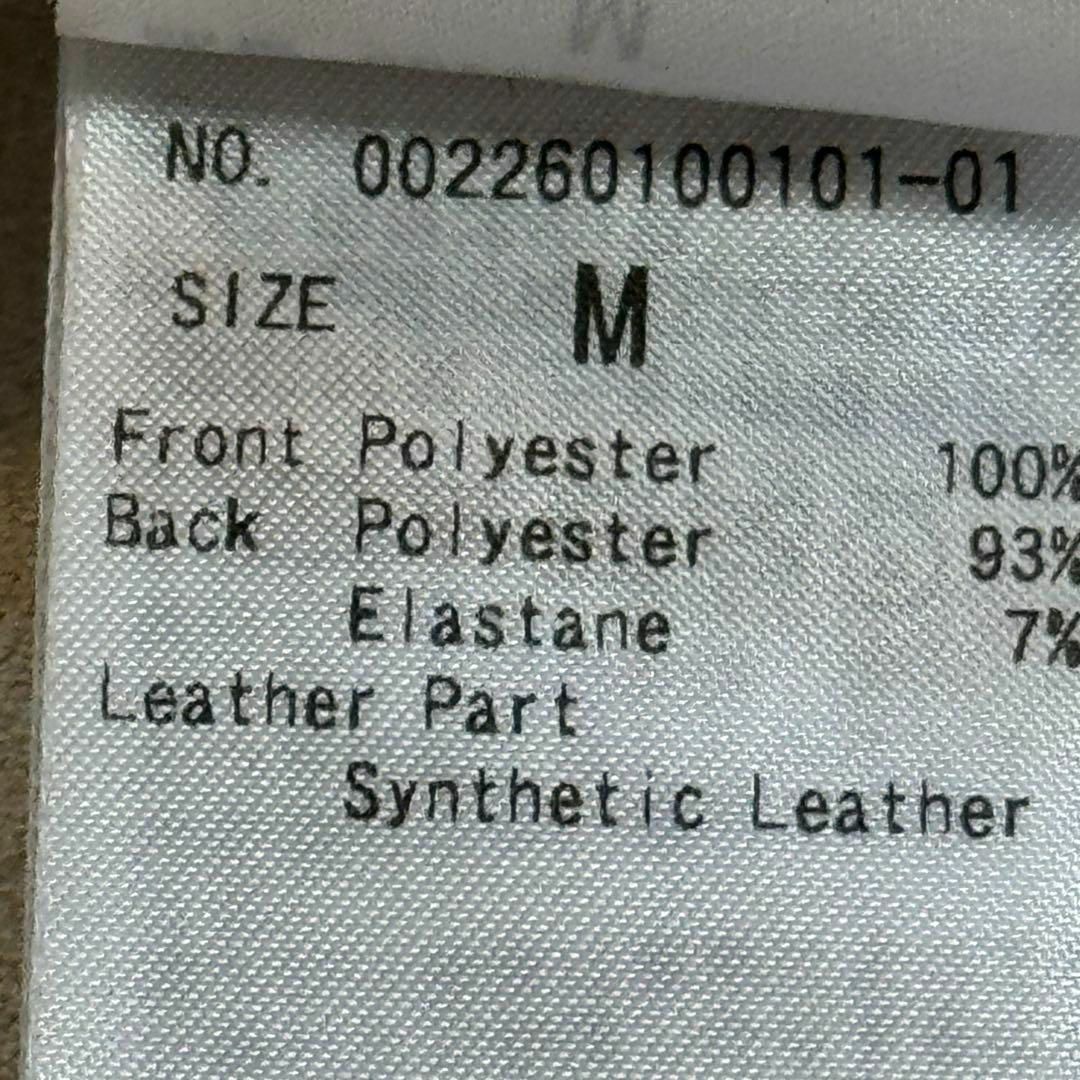 NO. 002260100101-01
SIZE M
Front Polyester 100%
Back Polyester 93%
Elastane 7%
Leather Part
Synthetic Leather